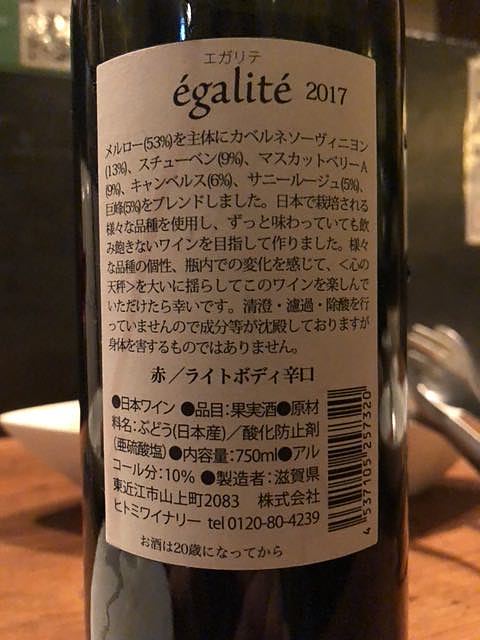 エガリテ
égalité 2017
メルロー(53%)を主体にカベルネソーヴィニヨン
(13%)、スチューベン(9%)、マスカットベリーA
(9%)、キャンベルス(6%)、サニールージュ(5%)、
巨峰(5%)をブレンドしました。日本で栽培される
様々な品種を使用し、ずっと味わっていても飲
み飽きないワインを目指して作りました。様々
な品種の個性、瓶内での変化を感じて、<心の
天秤>を大いに揺らしてこのワインを楽しんで
いただけたら幸いです。清澄・濾過・除酸を行
っていませんので成分等が沈殿しておりますが
身体を害するものではありません。
赤/ライトボディ辛口
●日本ワイン ●品目:果実酒●原材
料名:ぶどう(日本産)/酸化防止剤
(亜硫酸塩)●内容量:750ml●アル
コール分:10% ●製造者:滋賀県
東近江市山上町2083 株式会社
ヒトミワイナリー tel 0120-80-4239
お酒は20歳になってから
4 537105 257320